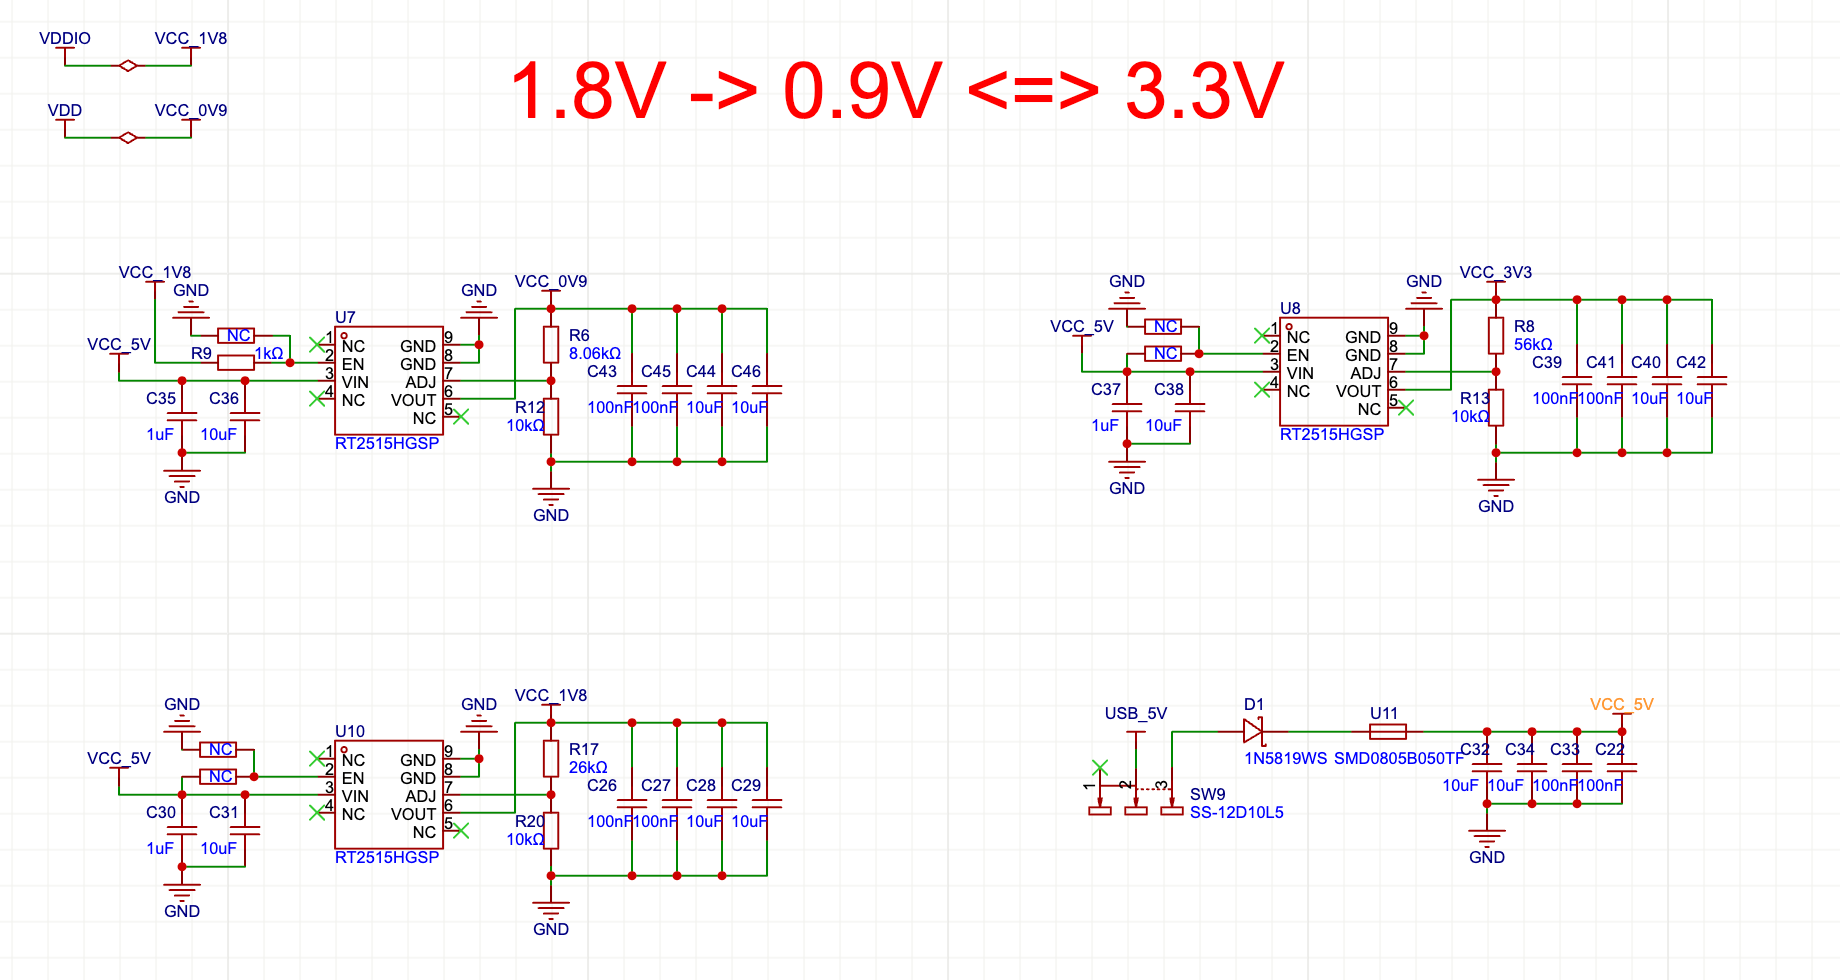 VDDIO VCC_1V8
VDD VCC_0V9
1.8V -> 0.9V <=> 3.3V
VCC_1V8
GND
VCC_5V
NC
R9 1kΩ
C35 C36
1uF 10uF
GND
U7
1 NC
2 EN
3 VIN
4 NC
GND 9
GND 8
ADJ 7
VOUT 6
NC 5
RT2515HGSP
GND
VCC_0V9
R6
8.06kΩ
R12
10kΩ
C43 C45 C44 C46
100nF 100nF 10uF 10uF
GND
GND
VCC_5V
NC
NC
C37 C38
1uF 10uF
GND
U8
1 NC
2 EN
3 VIN
4 NC
GND 9
GND 8
ADJ 7
VOUT 6
NC 5
RT2515HGSP
GND
VCC_3V3
R8
56kΩ
R13
10kΩ
C39 C41 C40 C42
100nF 100nF 10uF 10uF
GND
GND
VCC_5V
NC
NC
C30 C31
1uF 10uF
GND
U10
1 NC
2 EN
3 VIN
4 NC
GND 9
GND 8
ADJ 7
VOUT 6
NC 5
RT2515HGSP
GND
VCC_1V8
R17
26kΩ
R20
10kΩ
C26 C27 C28 C29
100nF 100nF 10uF 10uF
GND
USB_5V
1 2 3
SW9
SS-12D10L5
D1
1N5819WS
U11
SMD0805B050TF
VCC_5V
C32 C34 C33 C22
10uF 10uF 100nF 100nF
GND